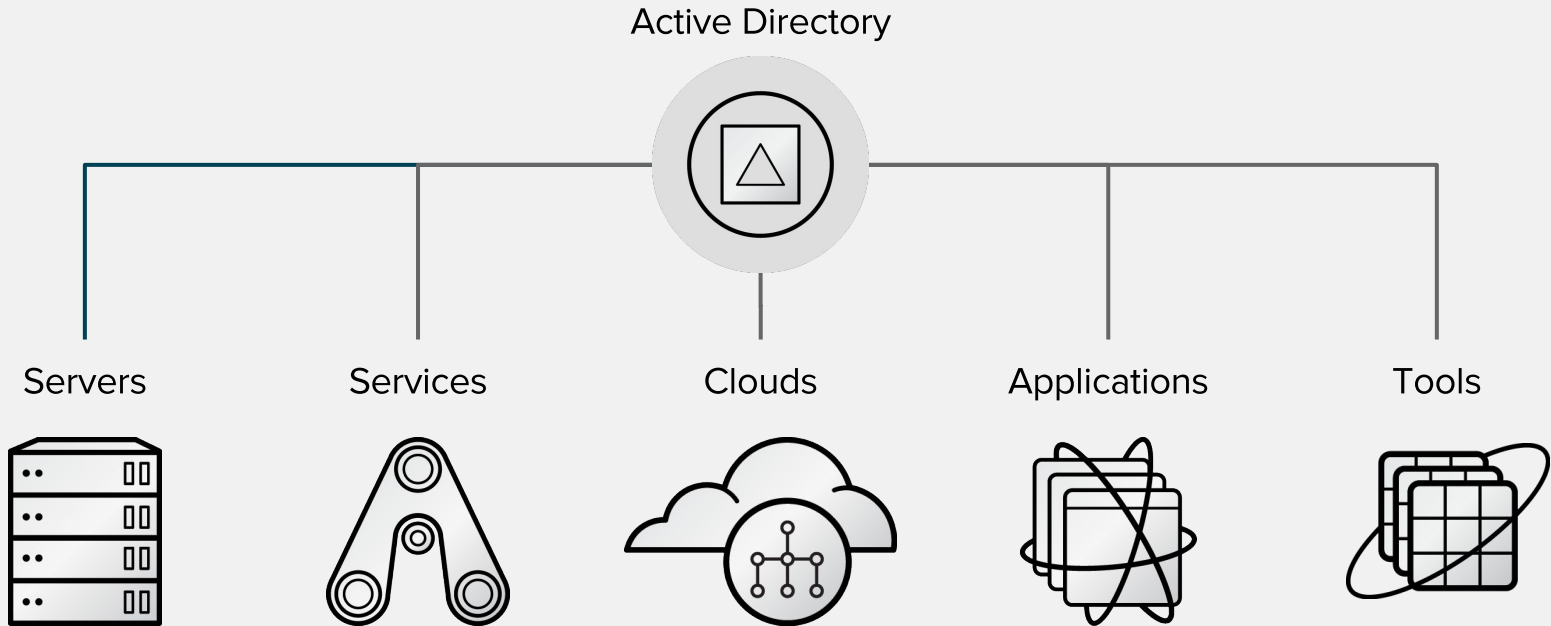 Active Directory
Servers
Services
Clouds
Applications
Tools